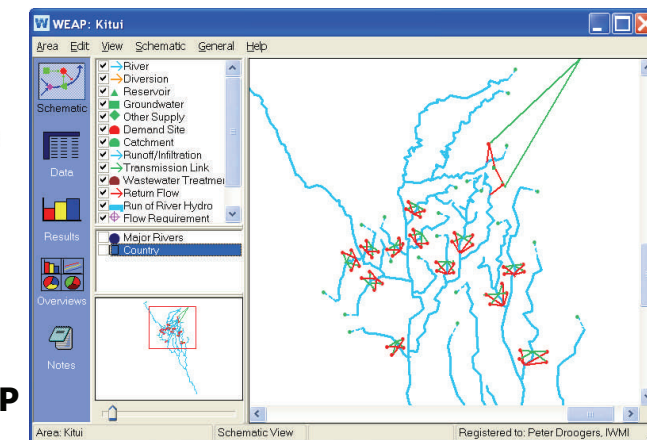 WEAP: Kitui
Area Edit View Schematic General Help
Schematic
Data
Results
Overviews
Notes
River
Diversion
Reservoir
Groundwater
Other Supply
Demand Site
Catchment
Runoff/Infiltration
Transmission Link
Wastewater Treatmer
Return Flow
Run of River Hydro
Flow Requirement
Major Rivers
Country
P
Area: Kitui Schematic View Registered to: Peter Droogers, IWMI